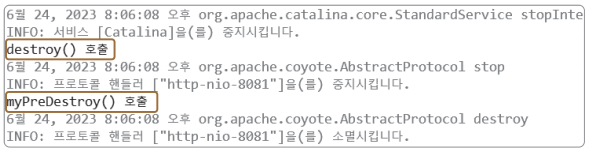 6월 24, 2023 8:06:08 오후 org.apache.catalina.core.StandardService stopInte
INFO: 서비스 [Catalina]을(를) 중지시킵니다.
destroy() 호출
6월 24, 2023 8:06:08 오후 org.apache.coyote.AbstractProtocol stop
INFO: 프로토콜 핸들러 ["http-nio-8081"]을(를) 중지시킵니다.
myPreDestroy() 호출
6월 24, 2023 8:06:08 오후 org.apache.coyote.AbstractProtocol destroy
INFO: 프로토콜 핸들러 ["http-nio-8081"]을(를) 소멸시킵니다.